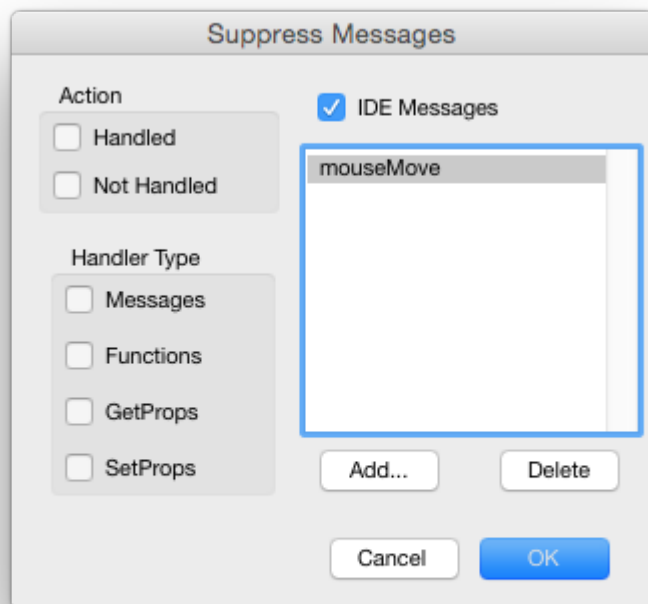 Suppress Messages
Action
Handled
Not Handled
Handler Type
Messages
Functions
GetProps
SetProps
IDE Messages
mouseMove
Add...
Delete
Cancel
OK